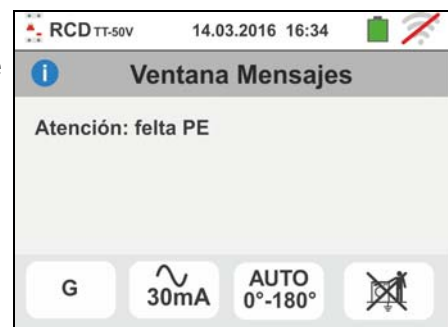 RCD TT-50V 14.03.2016 16:34
Ventana Mensajes
Atención: felta PE
G
30mA
AUTO
0°-180°